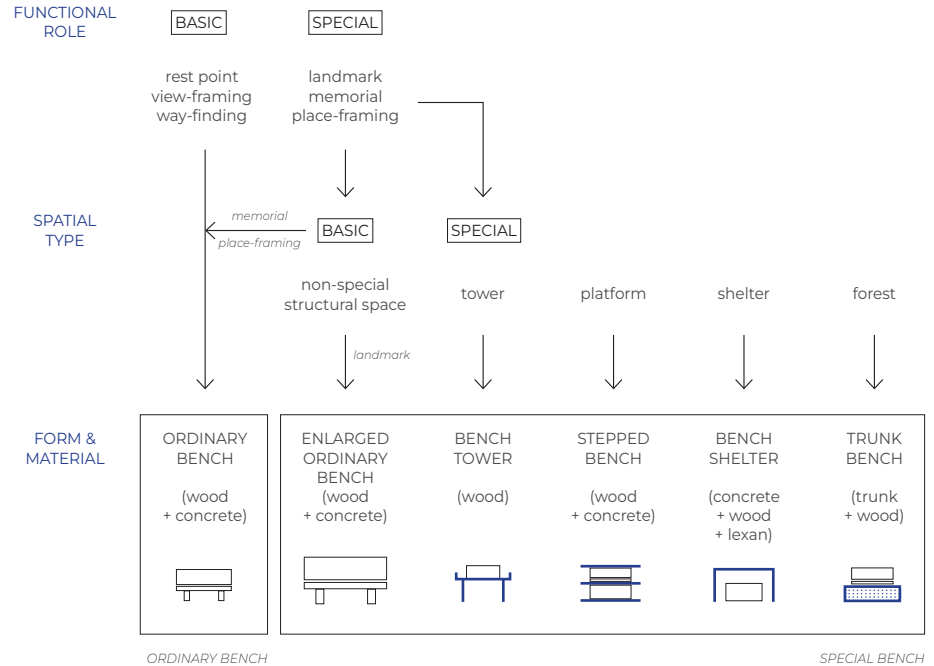 FUNCTIONAL
ROLE
BASIC
SPECIAL
rest point
view-framing
way-finding
landmark
memorial
place-framing
SPATIAL
TYPE
memorial
place-framing
BASIC
SPECIAL
non-special
structural space
tower
platform
shelter
forest
landmark
FORM &
MATERIAL
ORDINARY
BENCH
(wood
+ concrete)
ENLARGED
ORDINARY
BENCH
(wood
+ concrete)
BENCH
TOWER
(wood)
STEPPED
BENCH
(wood
+ concrete)
BENCH
SHELTER
(concrete
+ wood
+ lexan)
TRUNK
BENCH
(trunk
+ wood)
ORDINARY BENCH
SPECIAL BENCH